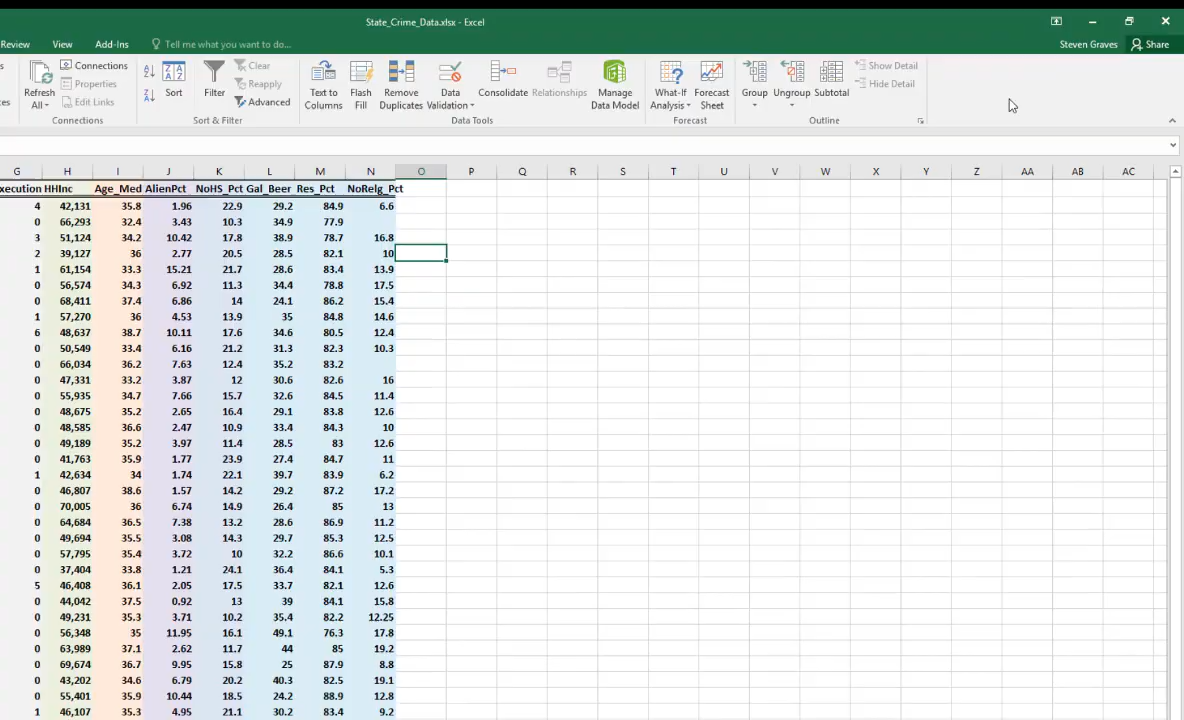 State_Crime_Data.xlsx - Excel
Review View Add-Ins Tell me what you want to do... Steven Graves Share
Connections Clear Show Detail
Properties Reapply Hide Detail
Edit Links Advanced
Refresh All Sort Filter Text to Columns Flash Fill Remove Duplicates Data Validation Consolidate Relationships Manage Data Model What-If Analysis Forecast Sheet Group Ungroup Subtotal
Connections Sort & Filter Data Tools Forecast Outline
G H I J K L M N O P Q R S T U V W X Y Z AA AB AC
xecution HHInc Age_Med AlienPct NoHS_Pct Gal_Beer Res_Pct NoRelg_Pct
4 42,131 35.8 1.96 22.9 29.2 84.9 6.6
0 66,293 32.4 3.43 10.3 34.9 77.9
3 51,124 34.2 10.42 17.8 38.9 78.7 16.8
2 39,127 36 2.77 20.5 28.5 82.1 10
1 61,154 33.3 15.21 21.7 28.6 83.4 13.9
0 56,574 34.3 6.92 11.3 34.4 78.8 17.5
0 68,411 37.4 6.86 14 24.1 86.2 15.4
1 57,270 36 4.53 13.9 35 84.8 14.6
6 48,637 38.7 10.11 17.6 34.6 80.5 12.4
0 50,549 33.4 6.16 21.2 31.3 82.3 10.3
0 66,034 36.2 7.63 12.4 35.2 83.2
0 47,331 33.2 3.87 12 30.6 82.6 16
0 55,935 34.7 7.66 15.7 32.6 84.5 11.4
0 48,675 35.2 2.65 16.4 29.1 83.8 12.6
0 48,585 36.6 2.47 10.9 33.4 84.3 10
0 49,189 35.2 3.97 11.4 28.5 83 12.6
0 41,763 35.9 1.77 23.9 27.4 84.7 11
1 42,634 34 1.74 22.1 39.7 83.9 6.2
0 46,807 38.6 1.57 14.2 29.2 87.2 17.2
0 70,005 36 6.74 14.9 26.4 85 13
0 64,684 36.5 7.38 13.2 28.6 86.9 11.2
0 49,694 35.5 3.08 14.3 29.7 85.3 12.5
0 57,795 35.4 3.72 10 32.2 86.6 10.1
0 37,404 33.8 1.21 24.1 36.4 84.1 5.3
5 46,408 36.1 2.05 17.5 33.7 82.1 12.6
0 44,042 37.5 0.92 13 39 84.1 15.8
0 49,231 35.3 3.71 10.2 35.4 82.2 12.25
0 56,348 35 11.95 16.1 49.1 76.3 17.8
0 63,989 37.1 2.62 11.7 44 85 19.2
0 69,674 36.7 9.95 15.8 25 87.9 8.8
0 43,202 34.6 6.79 20.2 40.3 82.5 19.1
0 55,401 35.9 10.44 18.5 24.2 88.9 12.8
1 46,107 35.3 4.95 21.1 30.2 83.4 9.2